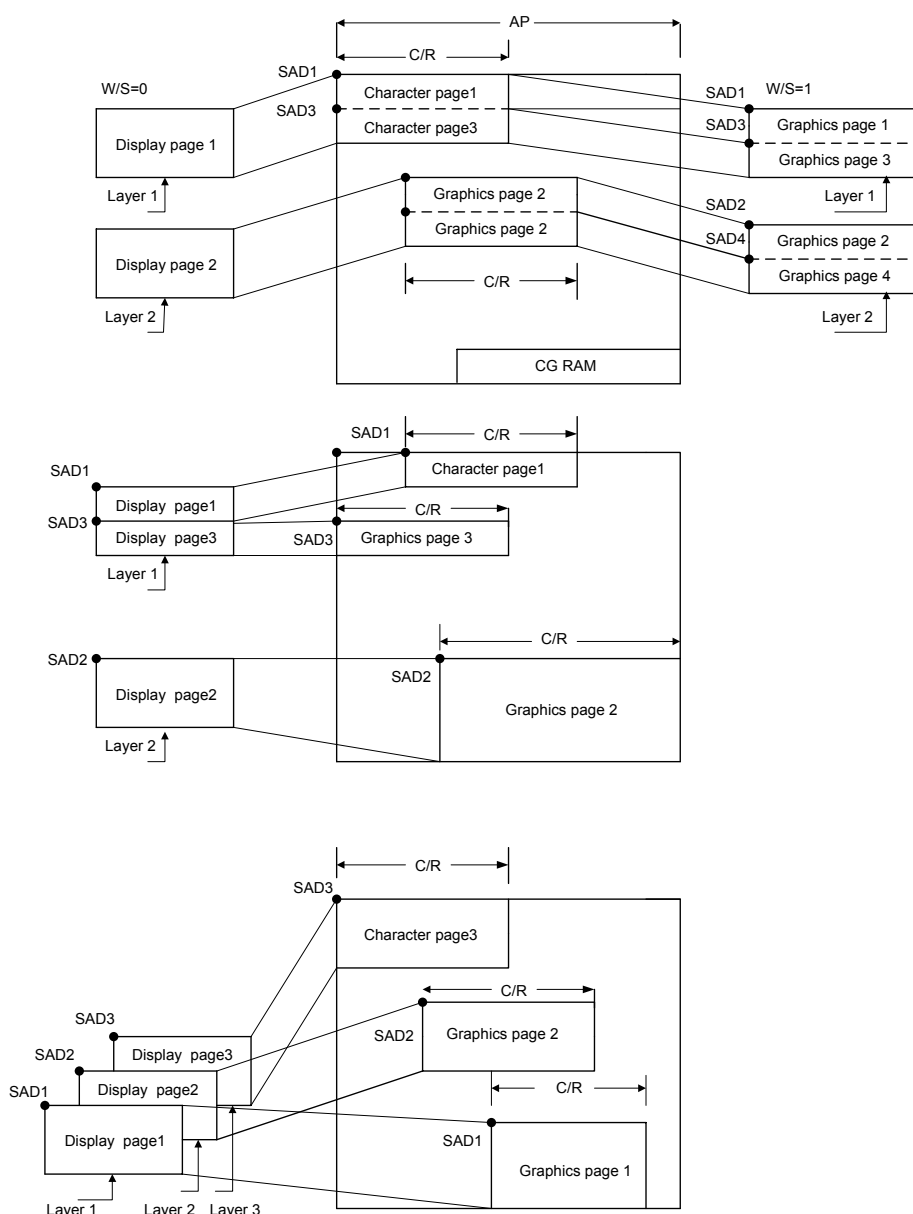 AP
C/R
SAD1
W/S=0
Character page1
SAD1
W/S=1
SAD3
Character page3
SAD3
Graphics page 1
Display page 1
Graphics page 3
Layer 1
Graphics page 2
SAD2
Layer 1
Graphics page 2
SAD4
Graphics page 2
Display page 2
Graphics page 4
C/R
Layer 2
Layer 2
CG RAM
SAD1
C/R
SAD1
Character page1
Display page1
C/R
SAD3
Display page3
SAD3
Graphics page 3
Layer 1
C/R
SAD2
SAD2
Display page2
Graphics page 2
Layer 2
C/R
SAD3
Character page3
C/R
SAD3
SAD2
Graphics page 2
Display page3
SAD2
Display page2
C/R
SAD1
SAD1
Display page1
Graphics page 1
Layer 1
Layer 2
Layer 3